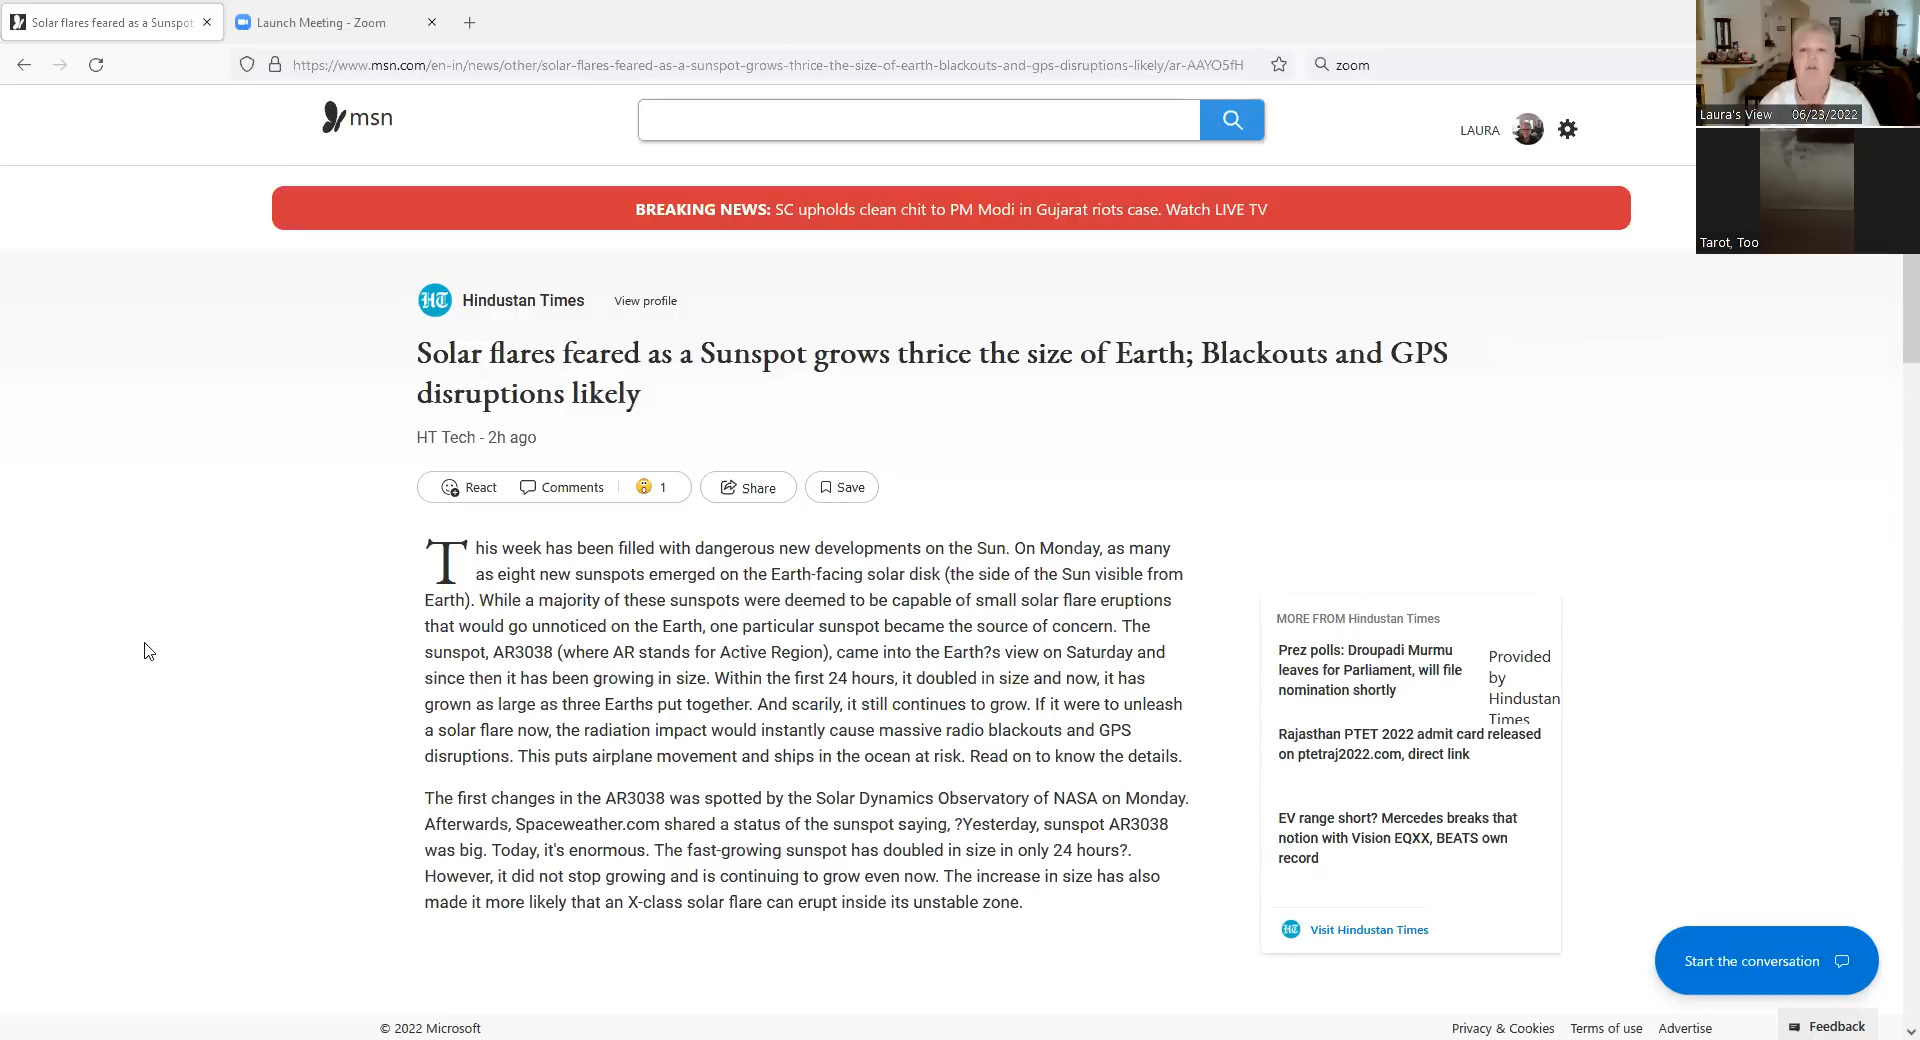 Solar flares feared as a Sunspot
Launch Meeting - Zoom
https://www.msn.com/en-in/news/other/solar-flares-feared-as-a-sunspot-grows-thrice-the-size-of-earth-blackouts-and-gps-disruptions-likely/ar-AAYO5fH
zoom
Laura's View 06/23/2022
msn
LAURA
BREAKING NEWS: SC upholds clean chit to PM Modi in Gujarat riots case. Watch LIVE TV
Tarot, Too
HT Hindustan Times View profile
Solar flares feared as a Sunspot grows thrice the size of Earth; Blackouts and GPS
disruptions likely
HT Tech - 2h ago
React Comments 1 Share Save
This week has been filled with dangerous new developments on the Sun. On Monday, as many
as eight new sunspots emerged on the Earth-facing solar disk (the side of the Sun visible from
Earth). While a majority of these sunspots were deemed to be capable of small solar flare eruptions
that would go unnoticed on the Earth, one particular sunspot became the source of concern. The
sunspot, AR3038 (where AR stands for Active Region), came into the Earth?s view on Saturday and
since then it has been growing in size. Within the first 24 hours, it doubled in size and now, it has
grown as large as three Earths put together. And scarily, it still continues to grow. If it were to unleash
a solar flare now, the radiation impact would instantly cause massive radio blackouts and GPS
disruptions. This puts airplane movement and ships in the ocean at risk. Read on to know the details.
The first changes in the AR3038 was spotted by the Solar Dynamics Observatory of NASA on Monday.
Afterwards, Spaceweather.com shared a status of the sunspot saying, ?Yesterday, sunspot AR3038
was big. Today, it's enormous. The fast-growing sunspot has doubled in size in only 24 hours?.
However, it did not stop growing and is continuing to grow even now. The increase in size has also
made it more likely that an X-class solar flare can erupt inside its unstable zone.
MORE FROM Hindustan Times
Prez polls: Droupadi Murmu
leaves for Parliament, will file
nomination shortly
Provided
by
Hindustan
Times
Rajasthan PTET 2022 admit card released
on ptetraj2022.com, direct link
EV range short? Mercedes breaks that
notion with Vision EQXX, BEATS own
record
HT Visit Hindustan Times
Start the conversation
© 2022 Microsoft
Privacy & Cookies Terms of use Advertise
Feedback